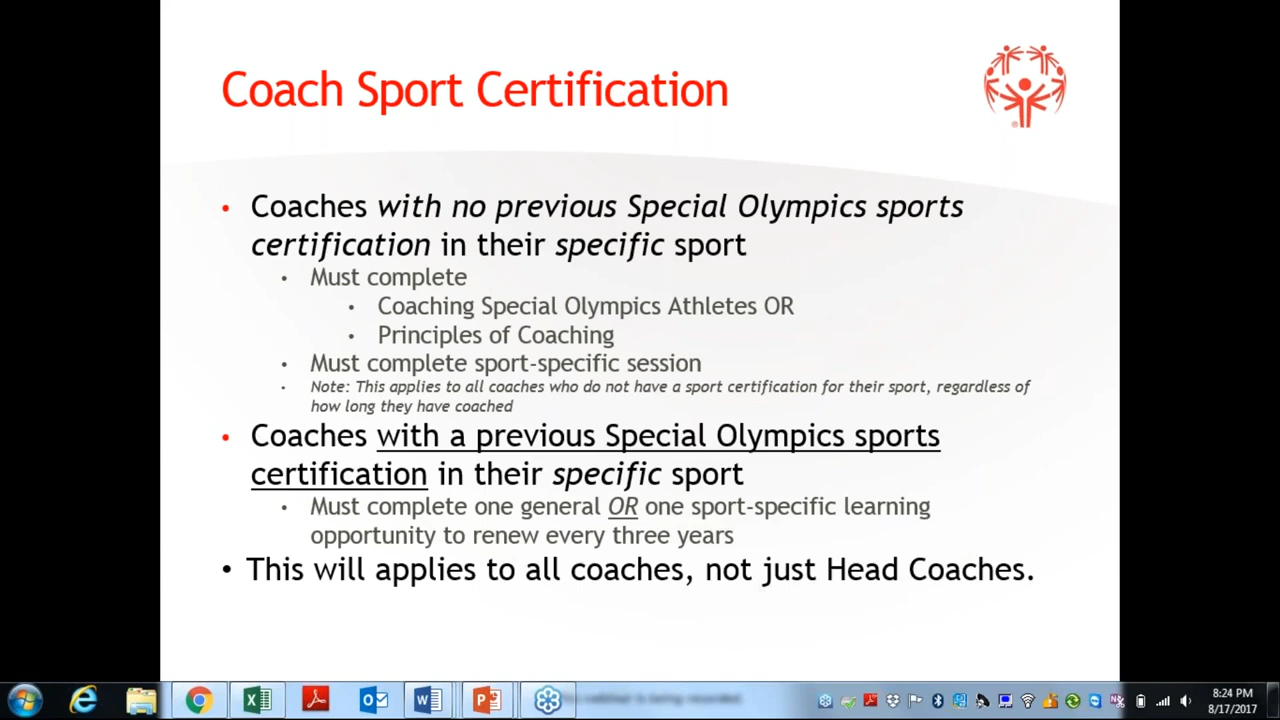 Coach Sport Certification
• Coaches with no previous Special Olympics sports
certification in their specific sport
• Must complete
• Coaching Special Olympics Athletes OR
• Principles of Coaching
• Must complete sport-specific session
• Note: This applies to all coaches who do not have a sport certification for their sport, regardless of
how long they have coached
• Coaches with a previous Special Olympics sports
certification in their specific sport
• Must complete one general OR one sport-specific learning
opportunity to renew every three years
• This will applies to all coaches, not just Head Coaches.
webinar is being recorded.
8:24 PM
8/17/2017